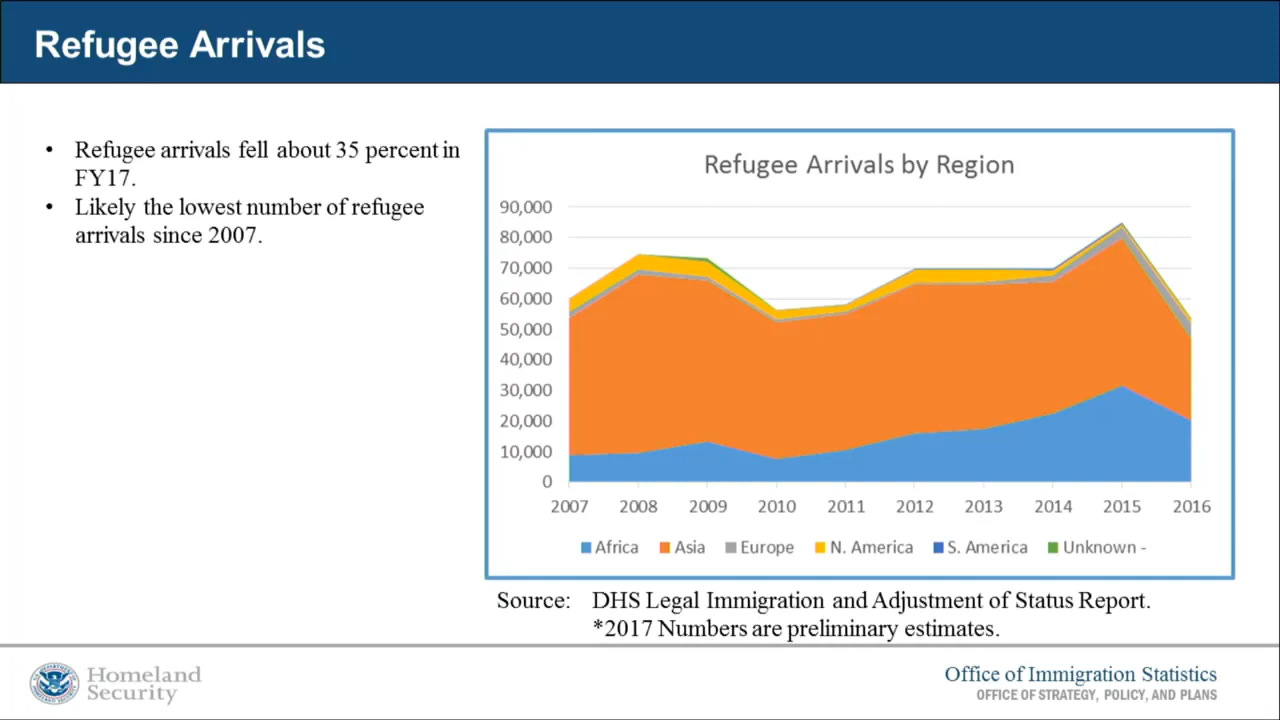 Refugee Arrivals
• Refugee arrivals fell about 35 percent in
FY17.
• Likely the lowest number of refugee
arrivals since 2007.
Refugee Arrivals by Region
90,000
80,000
70,000
60,000
50,000
40,000
30,000
20,000
10,000
0
2007 2008 2009 2010 2011 2012 2013 2014 2015 2016
Africa Asia Europe N. America S. America Unknown -
Source: DHS Legal Immigration and Adjustment of Status Report.
*2017 Numbers are preliminary estimates.
Homeland
Security
Office of Immigration Statistics
OFFICE OF STRATEGY, POLICY, AND PLANS